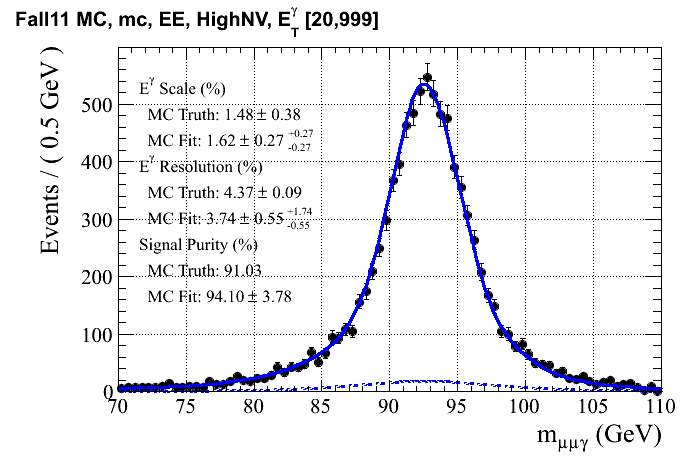 Fall11 MC, mc, EE, HighNV, E_T^γ [20,999]
Events / ( 0.5 GeV )
E^γ Scale (%)
MC Truth: 1.48 ± 0.38
MC Fit: 1.62 ± 0.27 +0.27 -0.27
E^γ Resolution (%)
MC Truth: 4.37 ± 0.09
MC Fit: 3.74 ± 0.55 +1.74 -0.55
Signal Purity (%)
MC Truth: 91.03
MC Fit: 94.10 ± 3.78
500
400
300
200
100
0
70 75 80 85 90 95 100 105 110
m_μμγ (GeV)